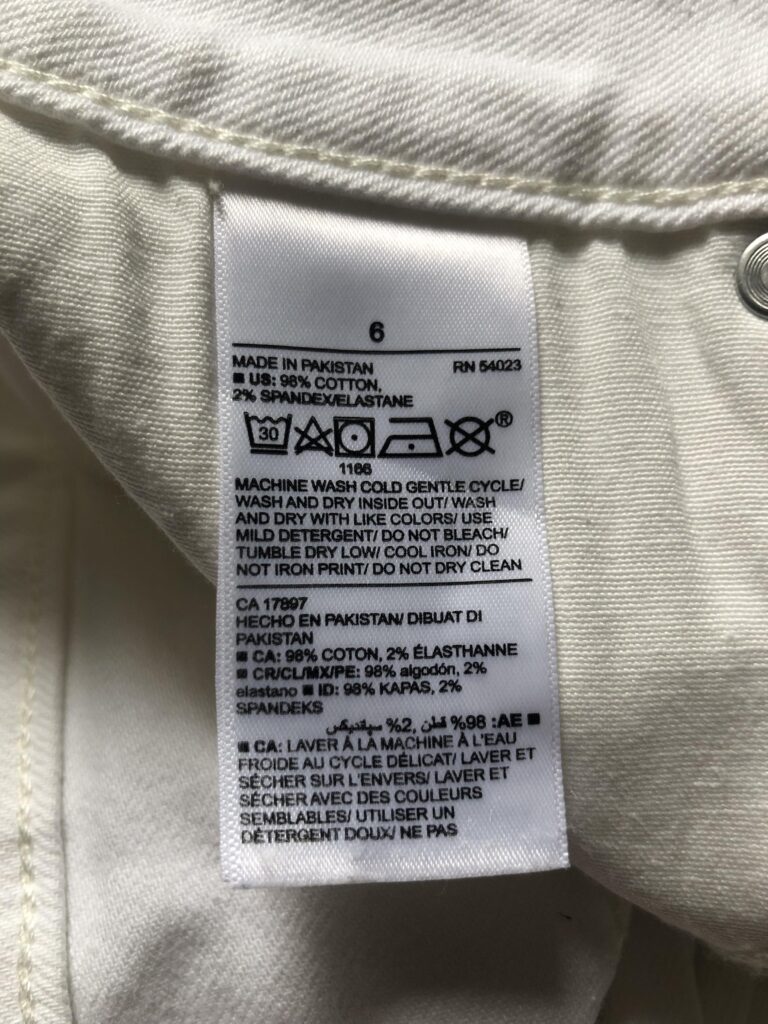 6
MADE IN PAKISTAN RN 54023
■ US: 98% COTTON,
2% SPANDEX/ELASTANE
30 ®
1166
MACHINE WASH COLD GENTLE CYCLE/
WASH AND DRY INSIDE OUT/ WASH
AND DRY WITH LIKE COLORS/ USE
MILD DETERGENT/ DO NOT BLEACH/
TUMBLE DRY LOW/ COOL IRON/ DO
NOT IRON PRINT/ DO NOT DRY CLEAN
CA 17897
HECHO EN PAKISTAN/ DIBUAT DI
PAKISTAN
■ CA: 98% COTON, 2% ÉLASTHANNE
■ CR/CL/MX/PE: 98% algodón, 2%
elastano ■ ID: 98% KAPAS, 2%
SPANDEKS
■ AE: 98% قطن, 2% سپانديكس
■ CA: LAVER À LA MACHINE À L'EAU
FROIDE AU CYCLE DÉLICAT/ LAVER ET
SÉCHER SUR L'ENVERS/ LAVER ET
SÉCHER AVEC DES COULEURS
SEMBLABLES/ UTILISER UN
DÉTERGENT DOUX/ NE PAS